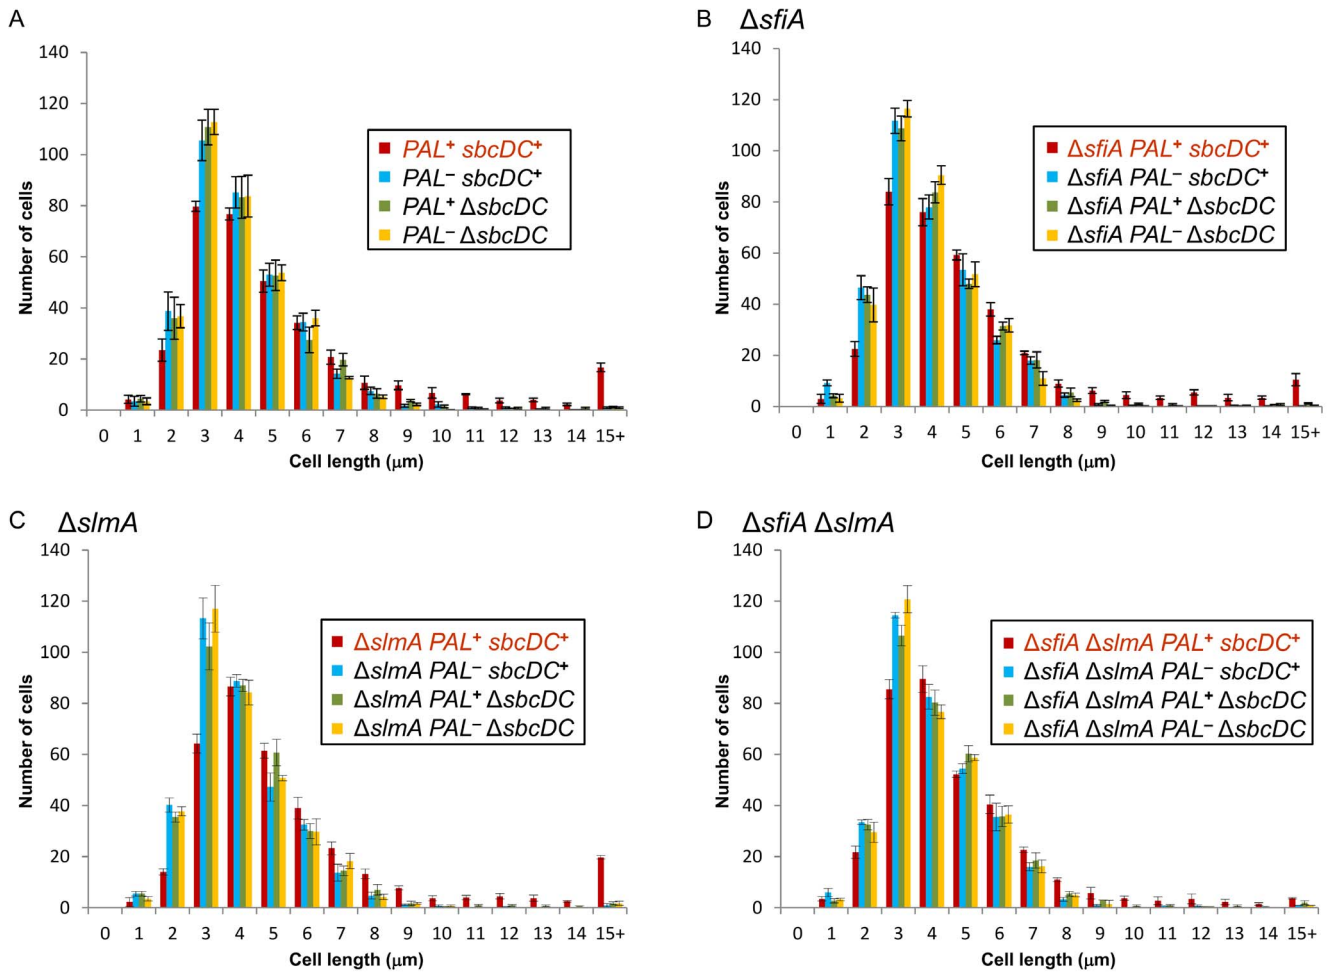 A
140
120
100
80
60
40
20
0
Number of cells
PAL⁺ sbcDC⁺
PAL⁻ sbcDC⁺
PAL⁺ ΔsbcDC
PAL⁻ ΔsbcDC
0 1 2 3 4 5 6 7 8 9 10 11 12 13 14 15+
Cell length (μm)
B ΔsfiA
140
120
100
80
60
40
20
0
Number of cells
ΔsfiA PAL⁺ sbcDC⁺
ΔsfiA PAL⁻ sbcDC⁺
ΔsfiA PAL⁺ ΔsbcDC
ΔsfiA PAL⁻ ΔsbcDC
0 1 2 3 4 5 6 7 8 9 10 11 12 13 14 15+
Cell length (μm)
C ΔslmA
140
120
100
80
60
40
20
0
Number of cells
ΔslmA PAL⁺ sbcDC⁺
ΔslmA PAL⁻ sbcDC⁺
ΔslmA PAL⁺ ΔsbcDC
ΔslmA PAL⁻ ΔsbcDC
0 1 2 3 4 5 6 7 8 9 10 11 12 13 14 15+
Cell length (μm)
D ΔsfiA ΔslmA
140
120
100
80
60
40
20
0
Number of cells
ΔsfiA ΔslmA PAL⁺ sbcDC⁺
ΔsfiA ΔslmA PAL⁻ sbcDC⁺
ΔsfiA ΔslmA PAL⁺ ΔsbcDC
ΔsfiA ΔslmA PAL⁻ ΔsbcDC
0 1 2 3 4 5 6 7 8 9 10 11 12 13 14 15+
Cell length (μm)